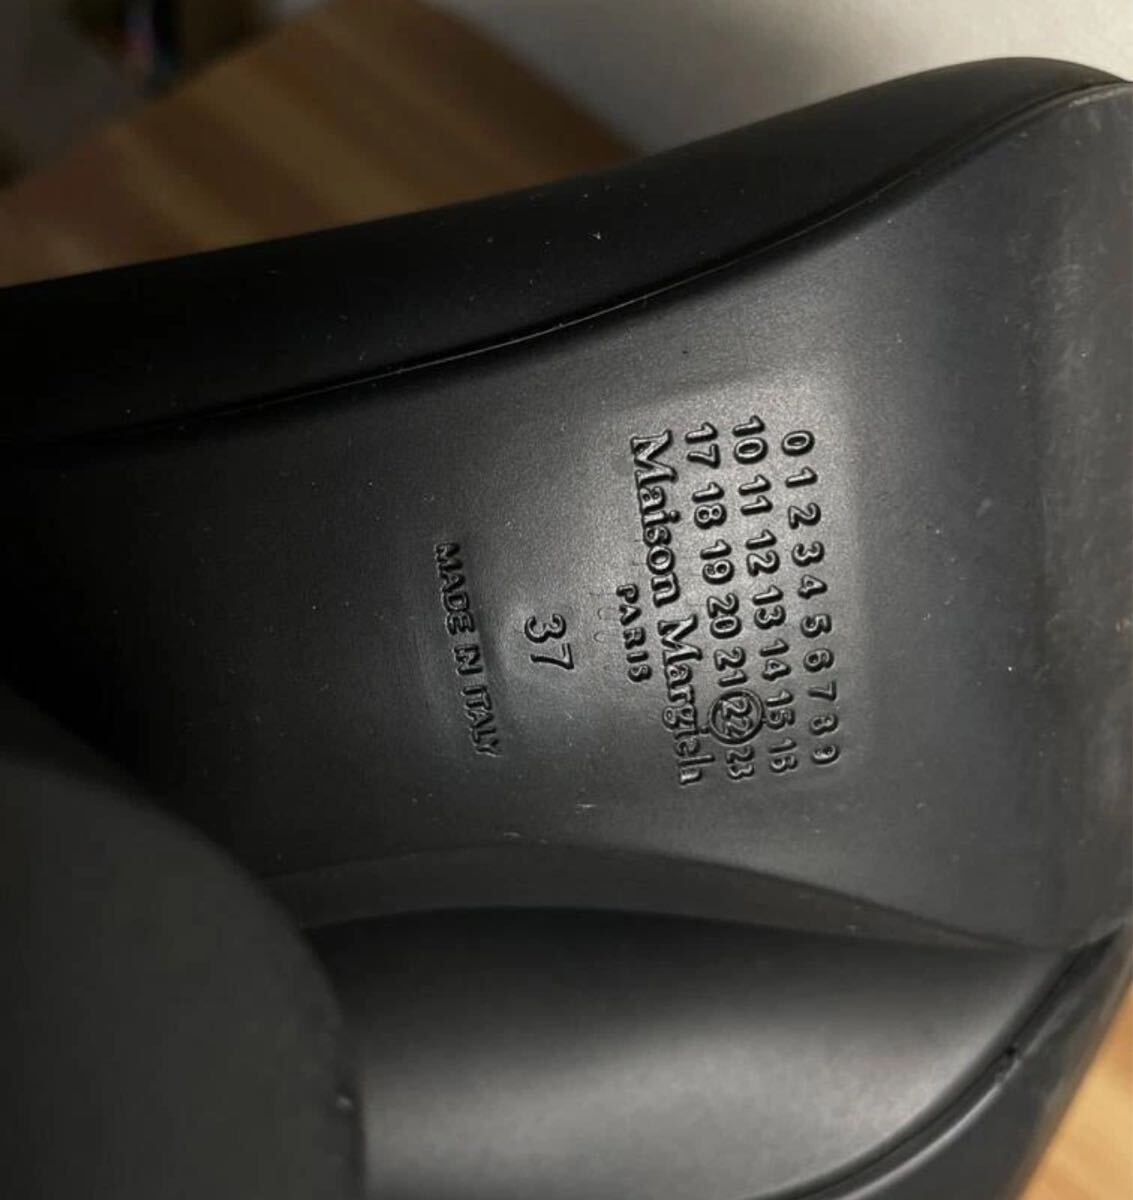 0 1 2 3 4 5 6 7 8 9
10 11 12 13 14 15 16
17 18 19 20 21 22 23
Maison Margiela
PARIS
37
MADE IN ITALY